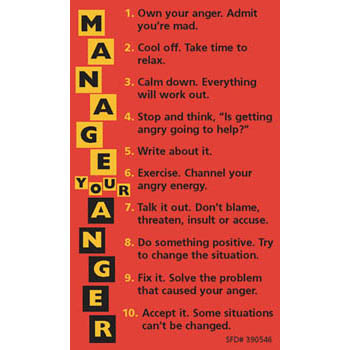 MANAGE
YOUR
ANGER
1. Own your anger. Admit
you're mad.
2. Cool off. Take time to
relax.
3. Calm down. Everything
will work out.
4. Stop and think, "Is getting
angry going to help?"
5. Write about it.
6. Exercise. Channel your
angry energy.
7. Talk it out. Don't blame,
threaten, insult or accuse.
8. Do something positive. Try
to change the situation.
9. Fix it. Solve the problem
that caused your anger.
10. Accept it. Some situations
can't be changed.
SFD# 390546